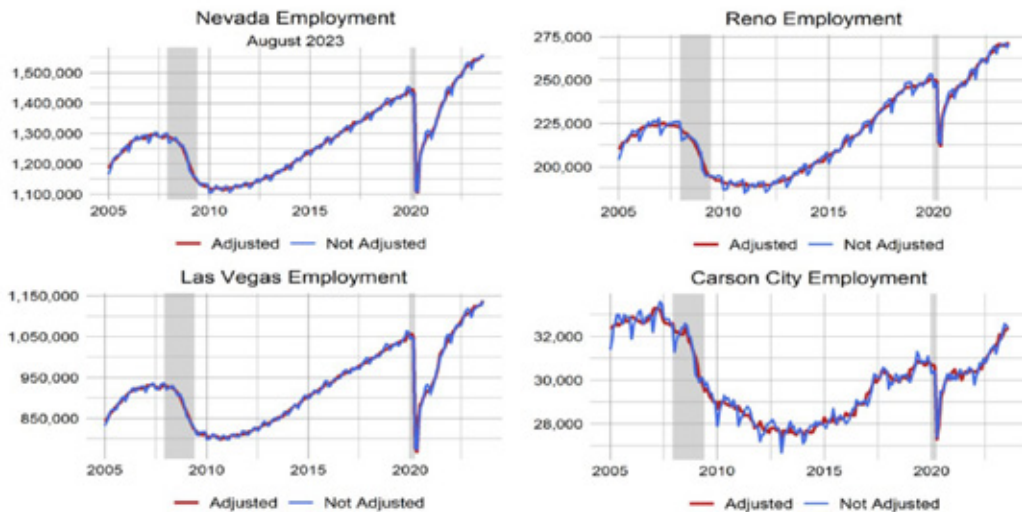 Nevada Employment
August 2023
1,500,000
1,400,000
1,300,000
1,200,000
1,100,000
2005 2010 2015 2020
Adjusted Not Adjusted
Reno Employment
275,000
250,000
225,000
200,000
2005 2010 2015 2020
Adjusted Not Adjusted
Las Vegas Employment
1,150,000
1,050,000
950,000
850,000
2005 2010 2015 2020
Adjusted Not Adjusted
Carson City Employment
32,000
30,000
28,000
2005 2010 2015 2020
Adjusted Not Adjusted